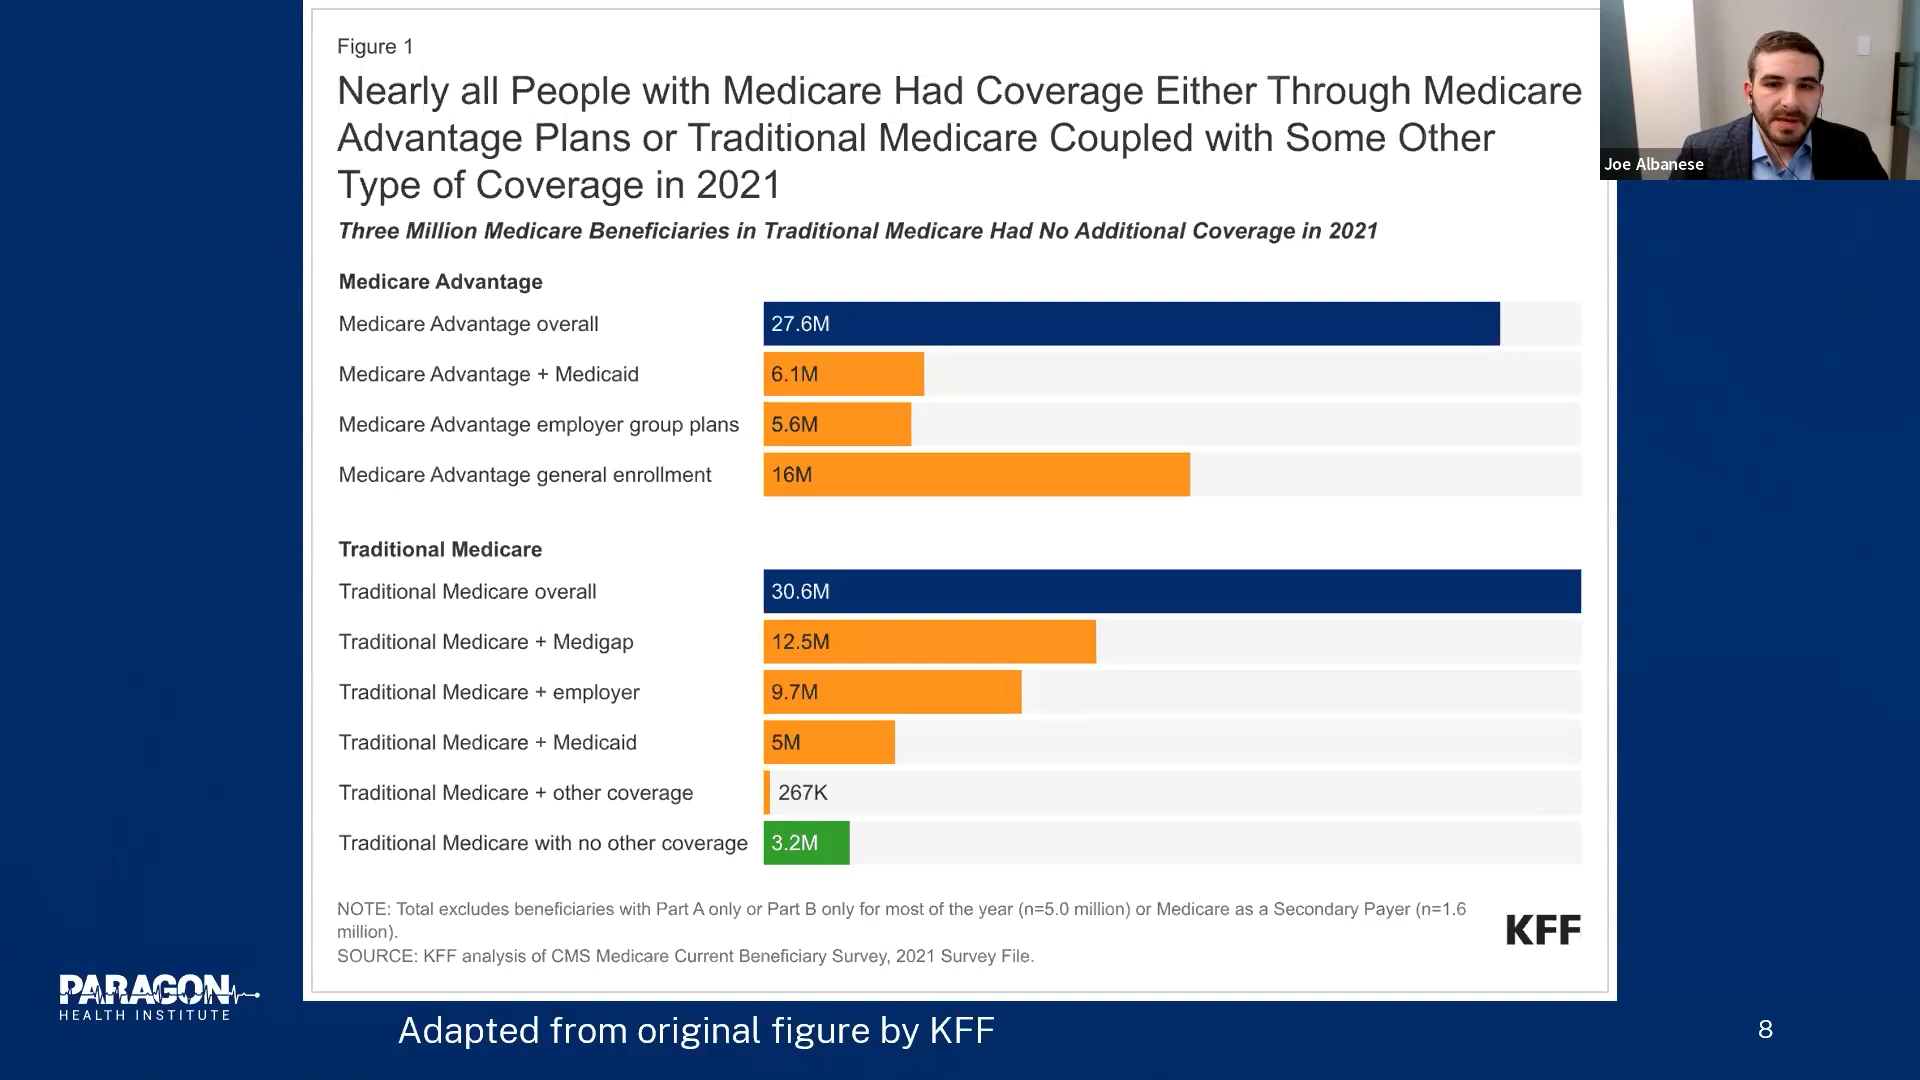 Figure 1
Nearly all People with Medicare Had Coverage Either Through Medicare
Advantage Plans or Traditional Medicare Coupled with Some Other
Type of Coverage in 2021
Three Million Medicare Beneficiaries in Traditional Medicare Had No Additional Coverage in 2021
Joe Albanese
Medicare Advantage
Medicare Advantage overall 27.6M
Medicare Advantage + Medicaid 6.1M
Medicare Advantage employer group plans 5.6M
Medicare Advantage general enrollment 16M
Traditional Medicare
Traditional Medicare overall 30.6M
Traditional Medicare + Medigap 12.5M
Traditional Medicare + employer 9.7M
Traditional Medicare + Medicaid 5M
Traditional Medicare + other coverage 267K
Traditional Medicare with no other coverage 3.2M
NOTE: Total excludes beneficiaries with Part A only or Part B only for most of the year (n=5.0 million) or Medicare as a Secondary Payer (n=1.6
million).
SOURCE: KFF analysis of CMS Medicare Current Beneficiary Survey, 2021 Survey File.
KFF
PARAGON
HEALTH INSTITUTE
Adapted from original figure by KFF
8